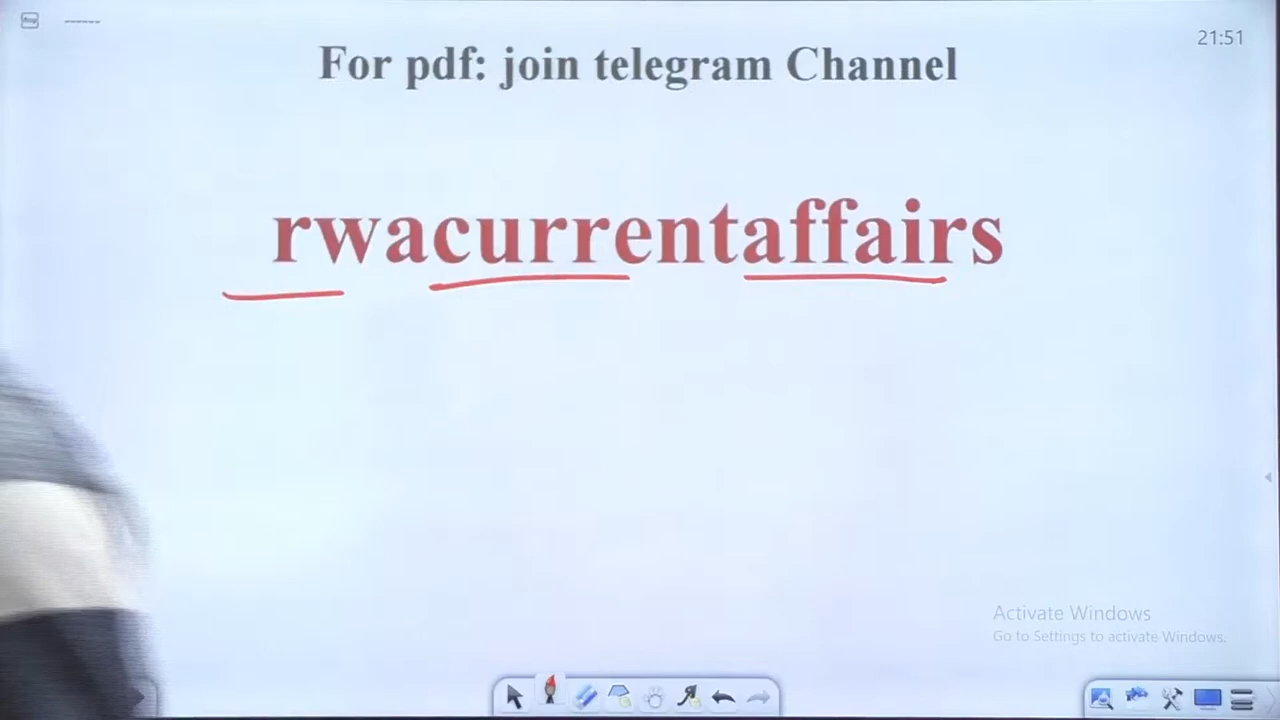 21:51
For pdf: join telegram Channel
rwacurrentaffairs
Activate Windows
Go to Settings to activate Windows.